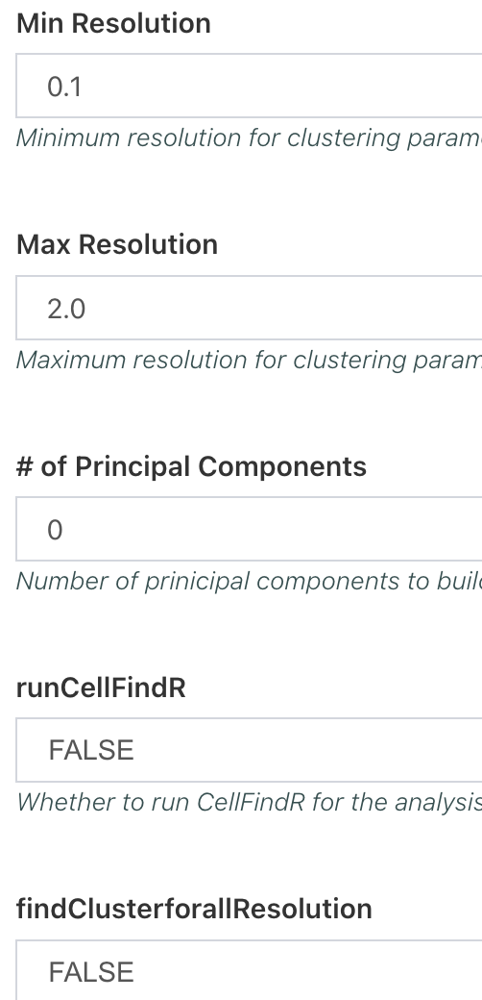 Min Resolution
0.1
Minimum resolution for clustering param
Max Resolution
2.0
Maximum resolution for clustering param
# of Principal Components
0
Number of prinicipal components to buil
runCellFindR
FALSE
Whether to run CellFindR for the analysis
findClusterforallResolution
FALSE